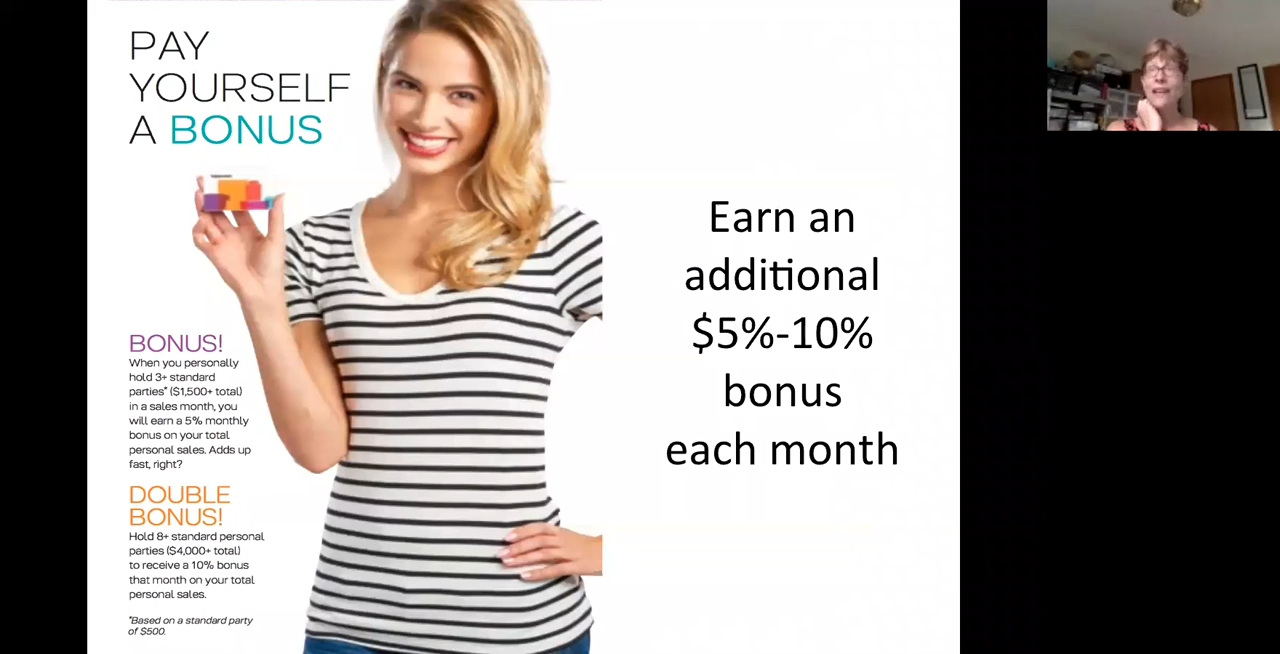 PAY
YOURSELF
A BONUS
BONUS!
When you personally
hold 3+ standard
parties* ($1,500+ total)
in a sales month, you
will earn a 5% monthly
bonus on your total
personal sales. Adds up
fast, right?
DOUBLE
BONUS!
Hold 8+ standard personal
parties ($4,000+ total)
to receive a 10% bonus
that month on your total
personal sales.
*Based on a standard party
of $500.
Earn an
additional
$5%-10%
bonus
each month